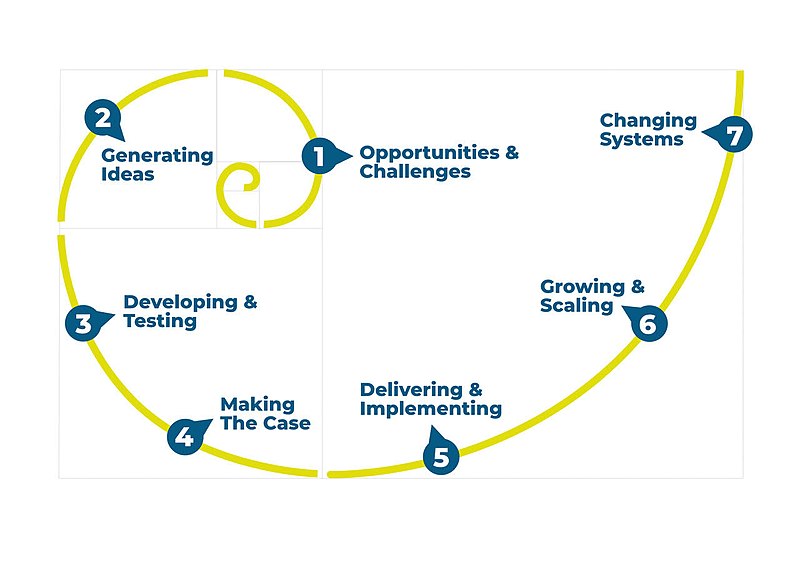 1
Opportunities &
Challenges
2
Generating
Ideas
3
Developing &
Testing
4
Making
The Case
5
Delivering &
Implementing
6
Growing &
Scaling
7
Changing
Systems